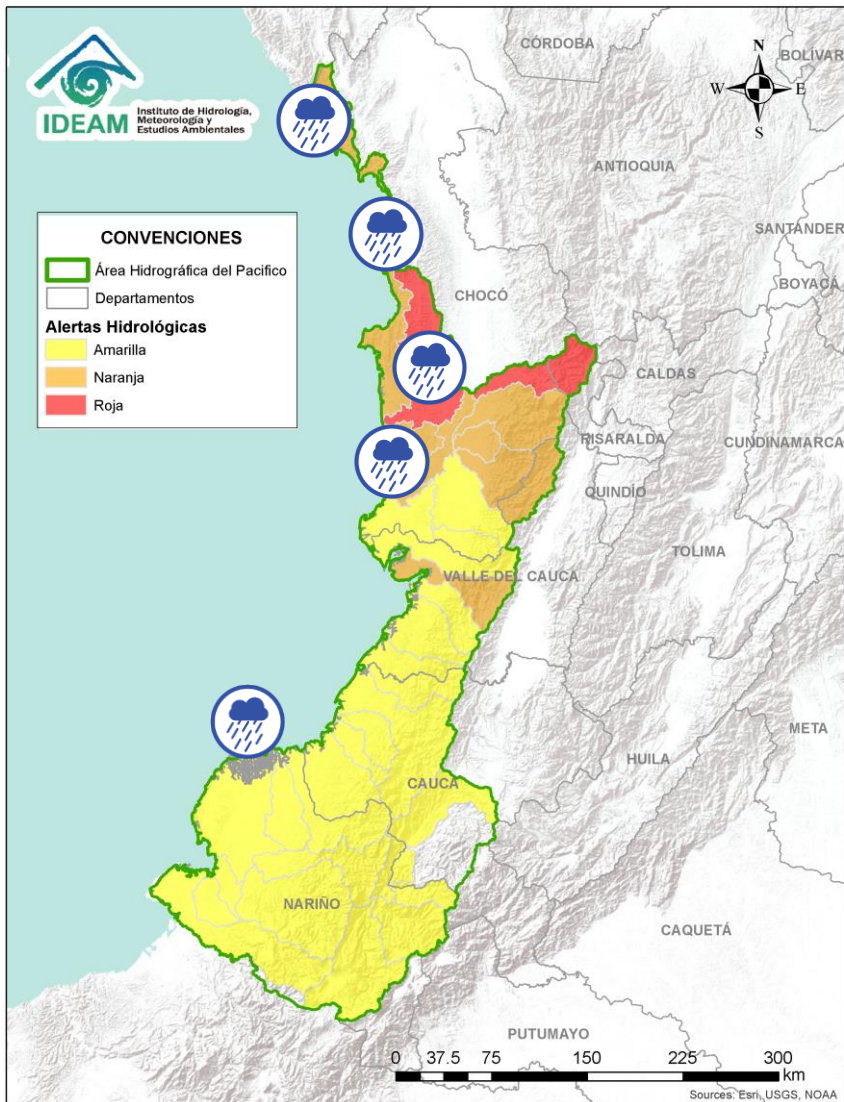 IDEAM
Instituto de Hidrología,
Meteorología y
Estudios Ambientales
CÓRDOBA
BOLÍVAR
N
W
E
S
ANTIOQUIA
SANTANDER
BOYACÁ
CONVENCIONES
Área Hidrográfica del Pacifico
Departamentos
Alertas Hidrológicas
Amarilla
Naranja
Roja
CHOCÓ
CALDAS
RISARALDA
CUNDINAMARCA
QUINDÍO
TOLIMA
VALLE DEL CAUCA
META
HUILA
CAUCA
NARIÑO
CAQUETÁ
PUTUMAYO
0 37.5 75 150 225 300
km
Sources: Esri, USGS, NOAA